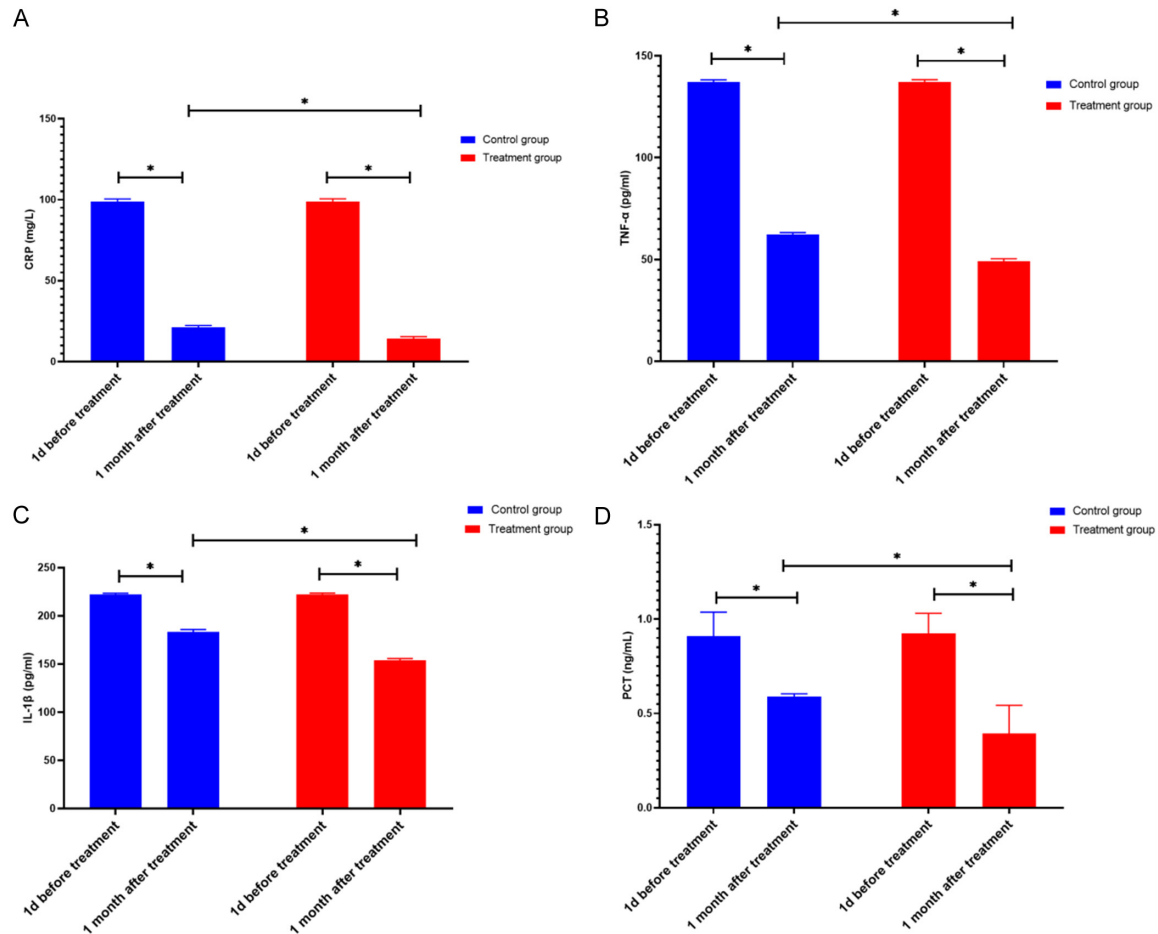 A
*
*
*
Control group
Treatment group
CRP (mg/L)
150
100
50
0
1d before treatment
1 month after treatment
1d before treatment
1 month after treatment
B
*
*
*
Control group
Treatment group
TNF-α (pg/ml)
150
100
50
0
1d before treatment
1 month after treatment
1d before treatment
1 month after treatment
C
*
*
*
Control group
Treatment group
IL-1β (pg/ml)
250
200
150
100
50
0
1d before treatment
1 month after treatment
1d before treatment
1 month after treatment
D
*
*
*
Control group
Treatment group
PCT (ng/mL)
1.5
1.0
0.5
0.0
1d before treatment
1 month after treatment
1d before treatment
1 month after treatment